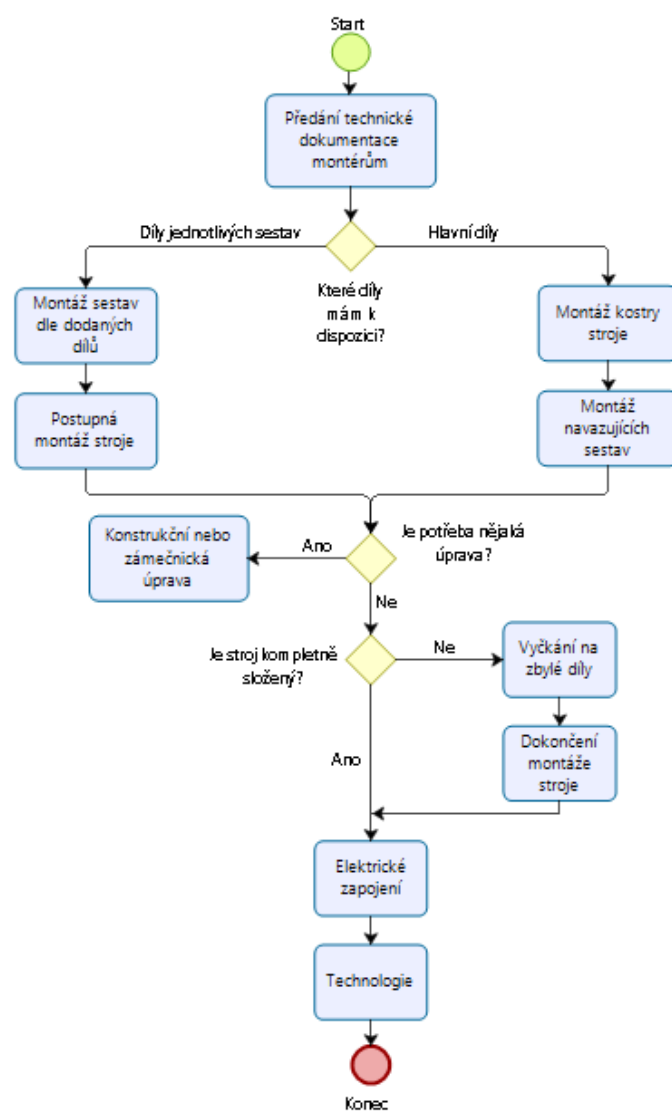 Start
Předání technické
dokumentace
montérům
Díly jednotlivých sestav
Hlavní díly
Které díly
mám k
dispozici?
Montáž sestav
dle dodaných
dílů
Montáž kostry
stroje
Postupná
montáž stroje
Montáž
navazujících
sestav
Konstrukční nebo
zámečnická
úprava
Ano
Je potřeba nějaká
úprava?
Ne
Je stroj kompletně
složený?
Ne
Vyčkání na
zbylé díly
Ano
Dokončení
montáže
stroje
Elektrické
zapojení
Technologie
Konec